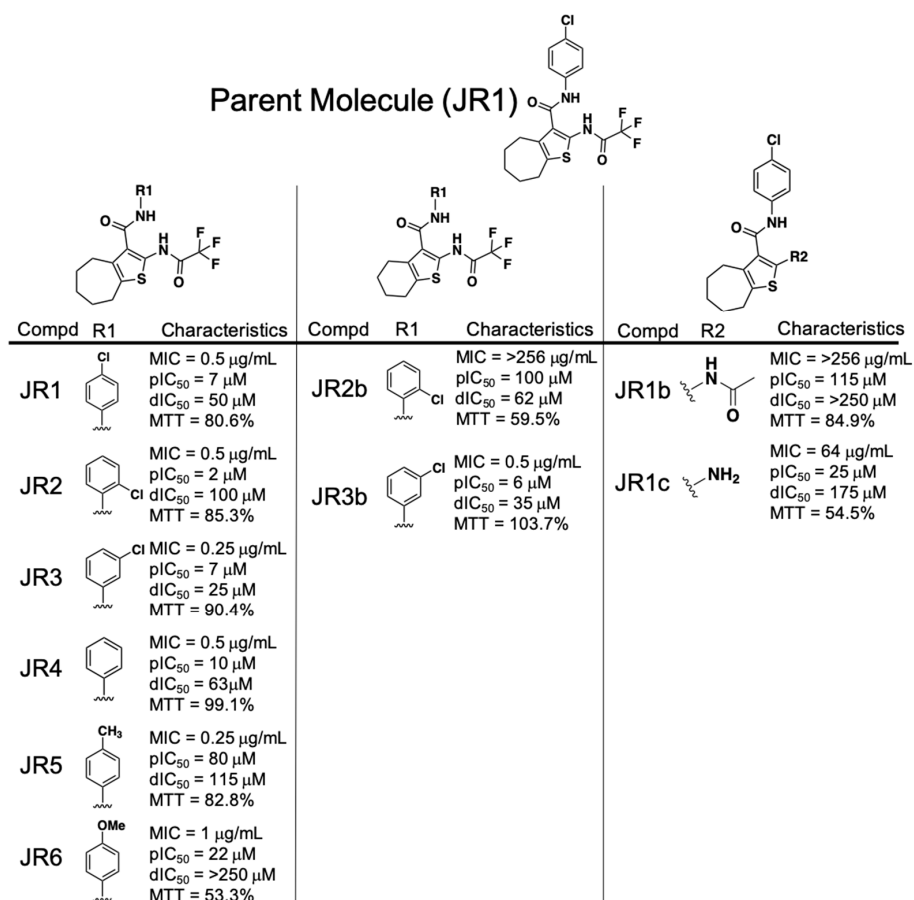 Parent Molecule (JR1)
Cl
O
NH
H
N
F
F
F
S
O
R1
O
NH
H
N
F
F
F
S
O
R1
O
NH
H
N
F
F
F
S
O
Cl
O
NH
R2
S
Compd R1 Characteristics
JR1
Cl
MIC = 0.5 µg/mL
pIC50 = 7 µM
dIC50 = 50 µM
MTT = 80.6%
JR2
Cl
MIC = 0.5 µg/mL
pIC50 = 2 µM
dIC50 = 100 µM
MTT = 85.3%
JR3
Cl
MIC = 0.25 µg/mL
pIC50 = 7 µM
dIC50 = 25 µM
MTT = 90.4%
JR4
MIC = 0.5 µg/mL
pIC50 = 10 µM
dIC50 = 63µM
MTT = 99.1%
JR5
CH3
MIC = 0.25 µg/mL
pIC50 = 80 µM
dIC50 = 115 µM
MTT = 82.8%
JR6
OMe
MIC = 1 µg/mL
pIC50 = 22 µM
dIC50 = >250 µM
MTT = 53.3%
Compd R1 Characteristics
JR2b
Cl
MIC = >256 µg/mL
pIC50 = 100 µM
dIC50 = 62 µM
MTT = 59.5%
JR3b
Cl
MIC = 0.5 µg/mL
pIC50 = 6 µM
dIC50 = 35 µM
MTT = 103.7%
Compd R2 Characteristics
JR1b
H
N
O
MIC = >256 µg/mL
pIC50 = 115 µM
dIC50 = >250 µM
MTT = 84.9%
JR1c
NH2
MIC = 64 µg/mL
pIC50 = 25 µM
dIC50 = 175 µM
MTT = 54.5%